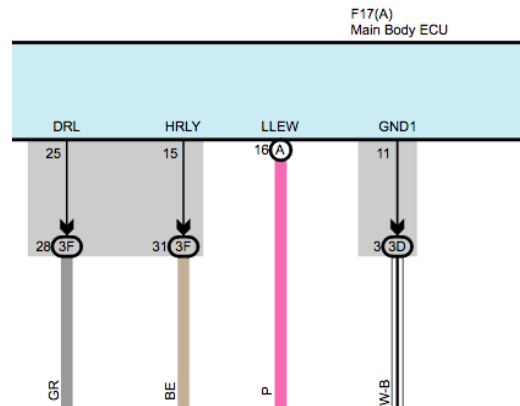 F17(A)
Main Body ECU
DRL HRLY LLEW GND1
25 15 16 A 11
28 3F 31 3F 3 3D
GR BE P W-B